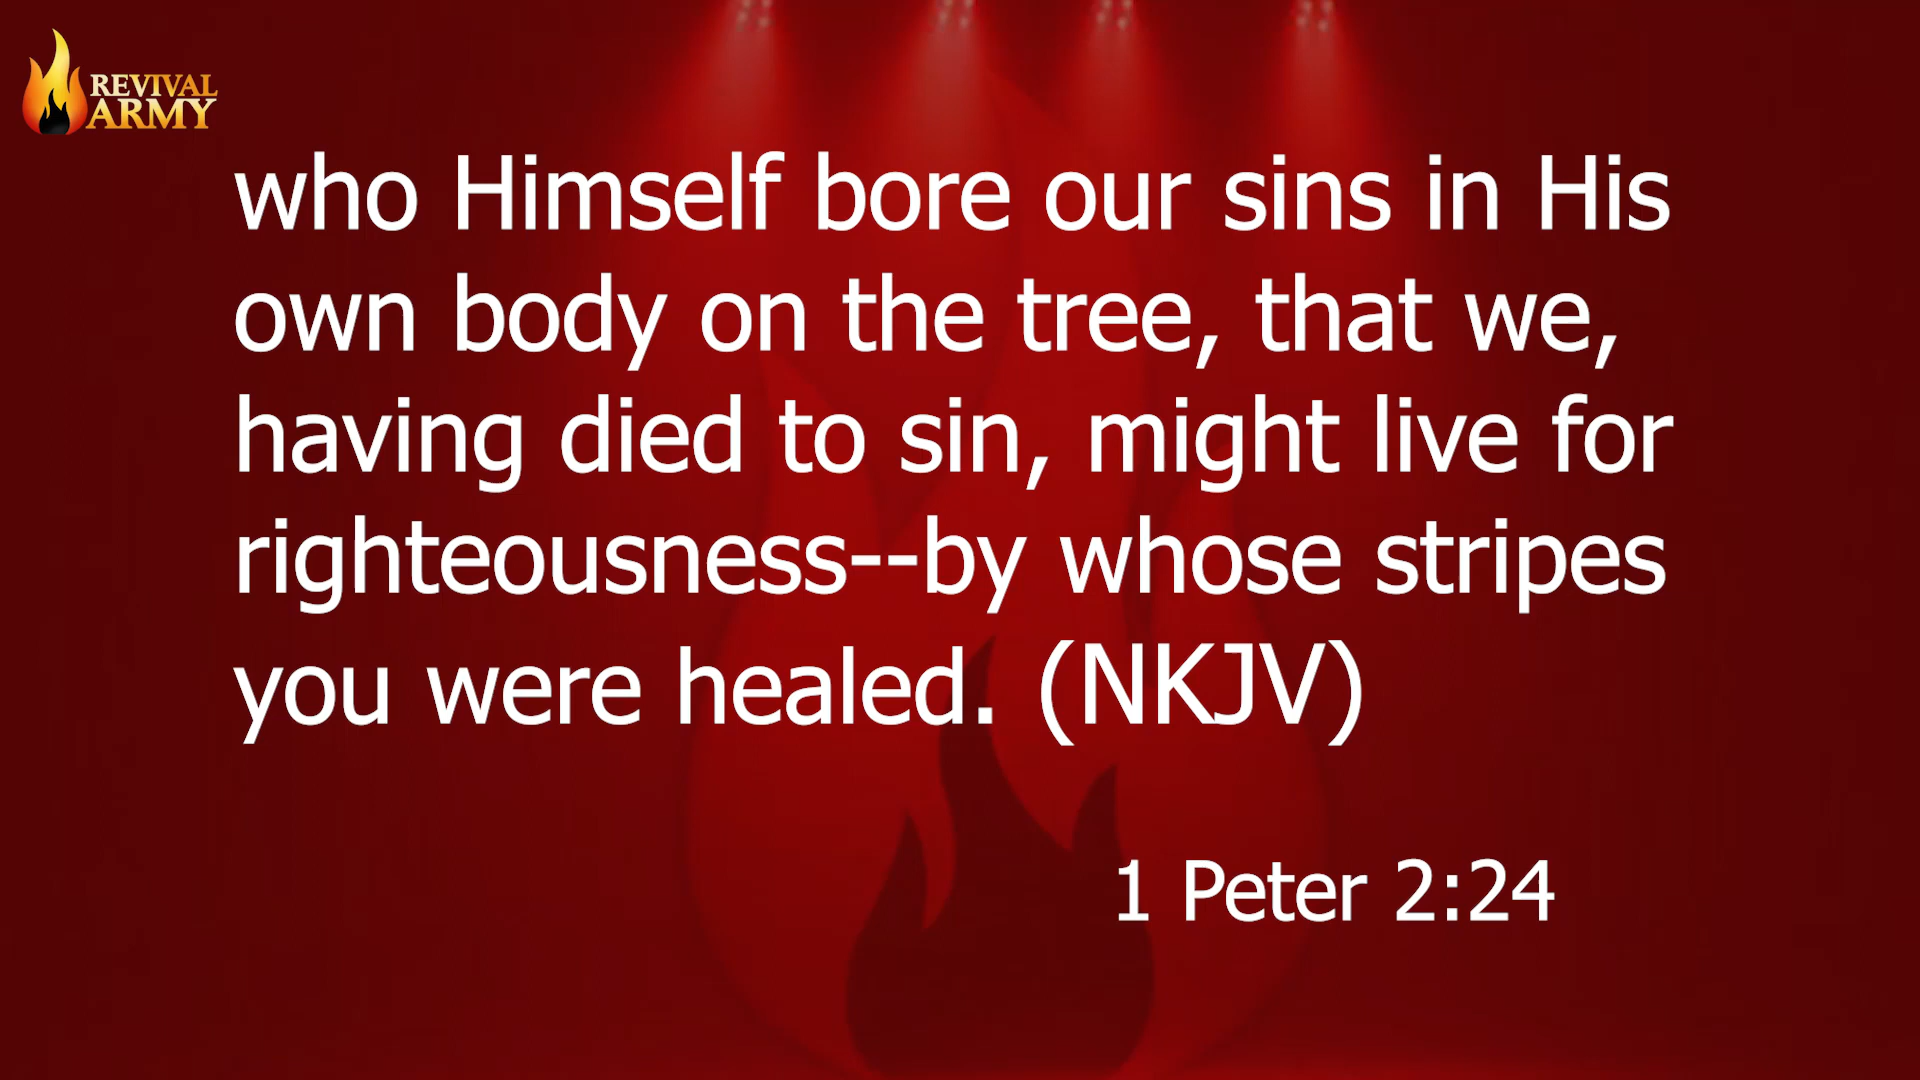 REVIVAL
ARMY
who Himself bore our sins in His
own body on the tree, that we,
having died to sin, might live for
righteousness--by whose stripes
you were healed. (NKJV)
1 Peter 2:24